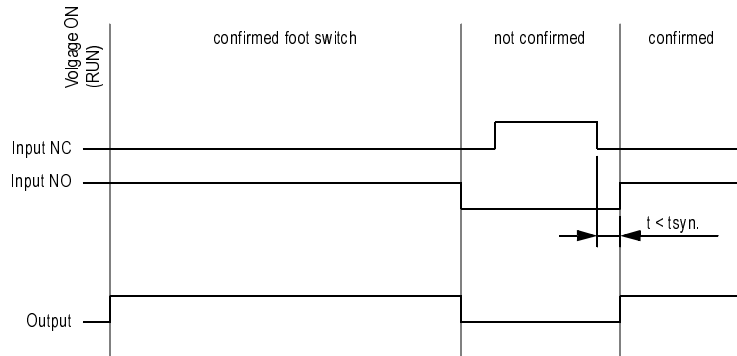 Volgage ON
(RUN)
confirmed foot switch
not confirmed
confirmed
Input NC
Input NO
t < tsyn.
Output